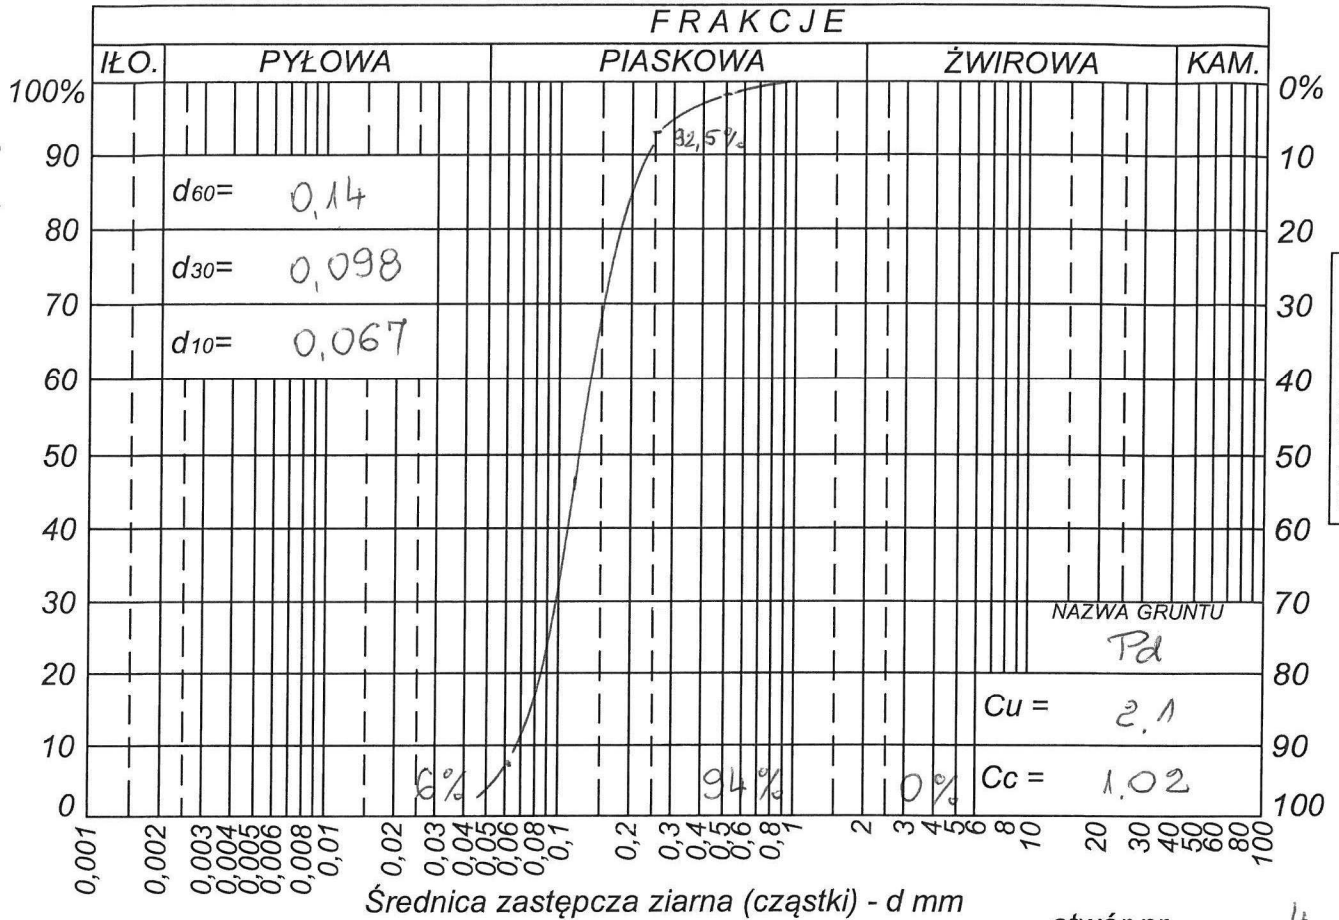 FRAKCJE
IŁO. PYŁOWA PIASKOWA ŻWIROWA KAM.
100% 0%
92,5%
90 10
d60= 0,14
80 20
d30= 0,098
70 30
d10= 0,067
60 40
50 50
40 60
30 70
NAZWA GRUNTU
Pd
20 80
Cu = 2.1
10 90
6% 94% 0% Cc = 1.02
0 100
0,001 0,002 0,003 0,004 0,005 0,006 0,008 0,01 0,02 0,03 0,04 0,05 0,06 0,08 0,1 0,2 0,3 0,4 0,5 0,6 0,8 1 2 3 4 5 6 8 10 20 30 40 50 60 80 100
Średnica zastępcza ziarna (cząstki) - d mm